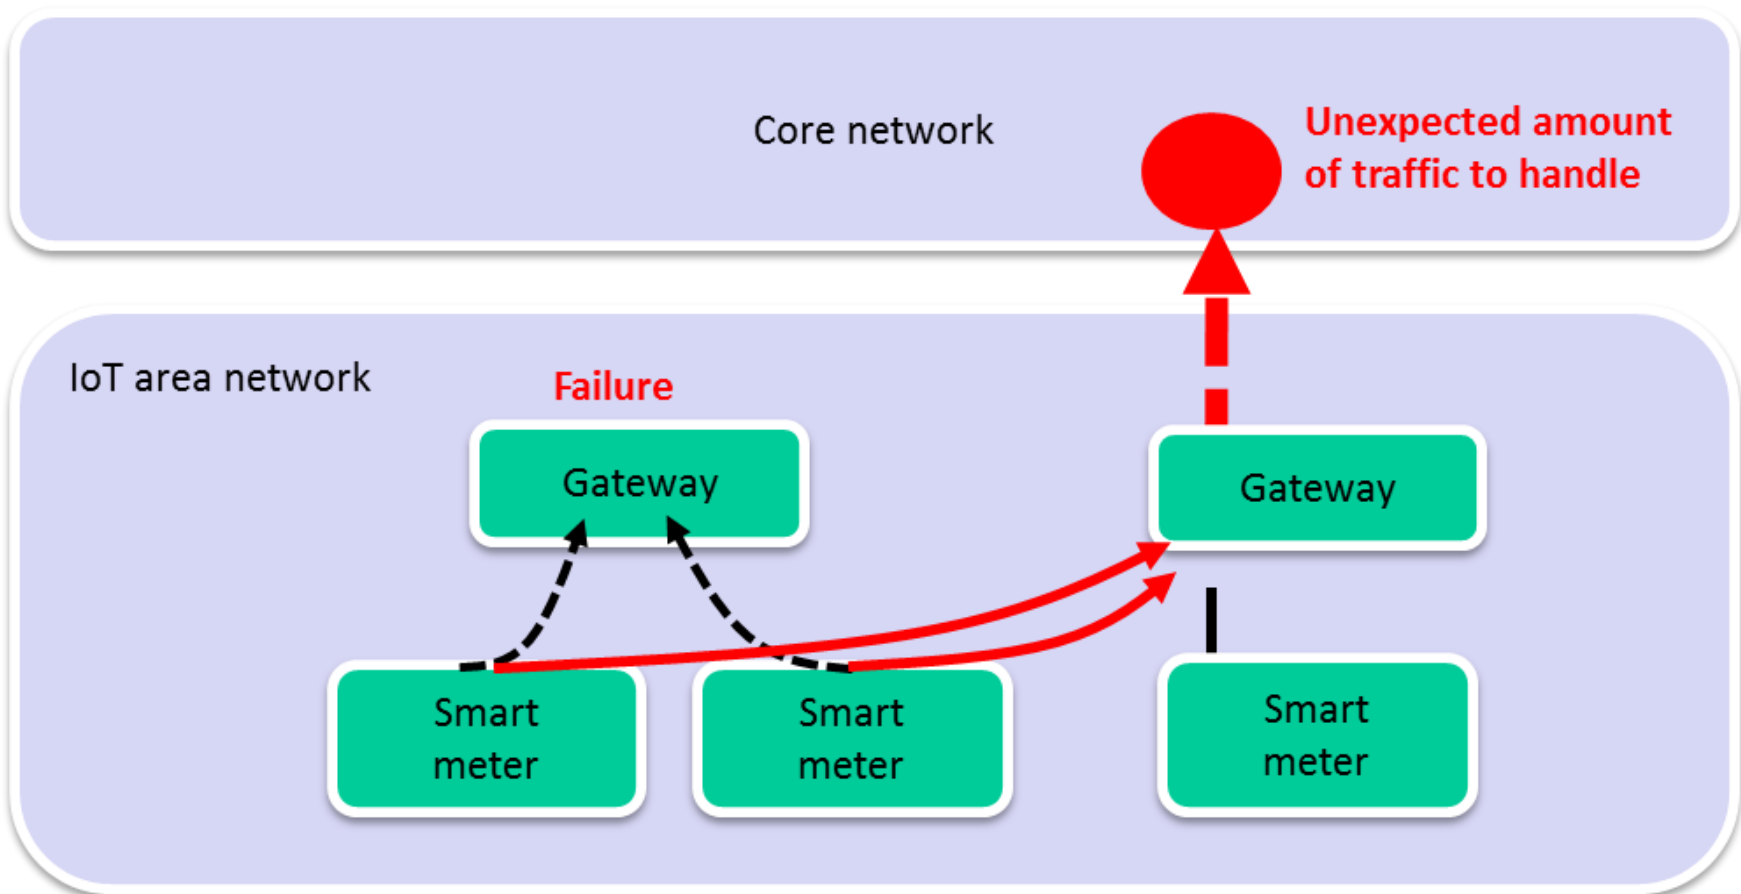 Core network
Unexpected amount
of traffic to handle
IoT area network
Failure
Gateway
Gateway
Smart
meter
Smart
meter
Smart
meter